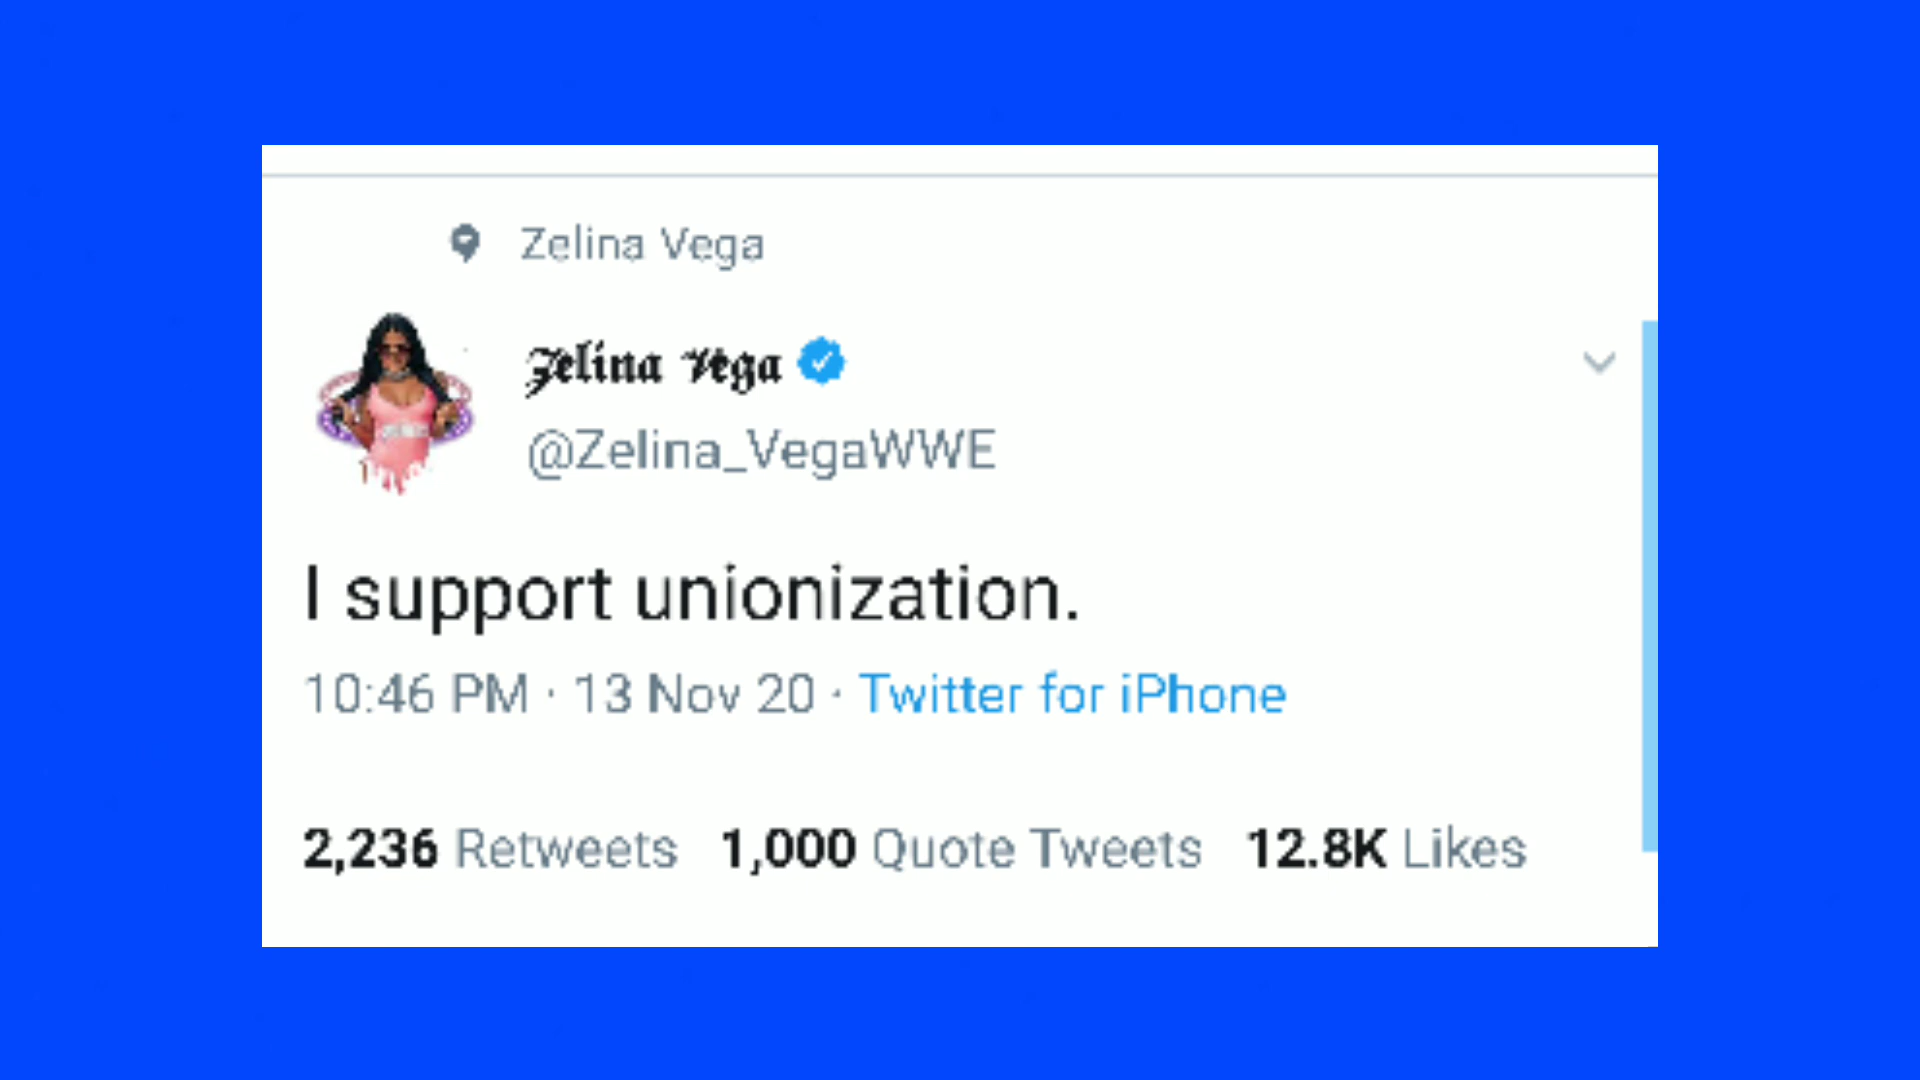 Zelina Vega
𝖅𝖊𝖑𝖎𝖓𝖆 𝖁𝖊𝖌𝖆
@Zelina_VegaWWE
I support unionization.
10:46 PM · 13 Nov 20 · Twitter for iPhone
2,236 Retweets 1,000 Quote Tweets 12.8K Likes